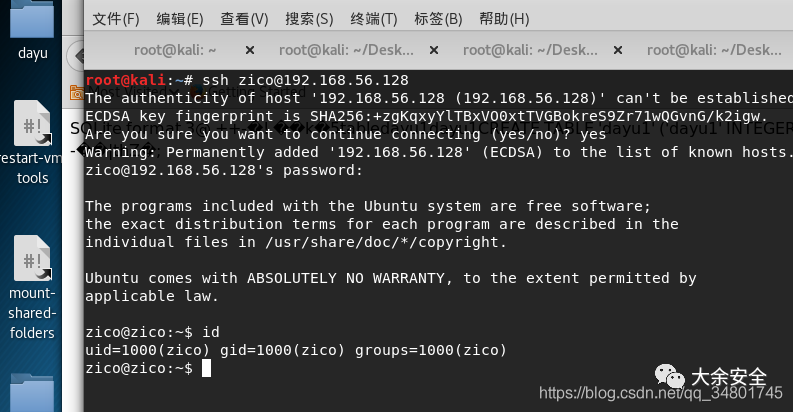 文件(F) 编辑(E) 查看(V) 搜索(S) 终端(T) 标签(B) 帮助(H)
root@kali: ~ × root@kali: ~/Desk... × root@kali: ~/Desk... × root@kali: ~/Desk...
dayu
restart-vm
tools
mount-
shared-
folders
root@kali:~# ssh zico@192.168.56.128
The authenticity of host '192.168.56.128 (192.168.56.128)' can't be established
ECDSA key fingerprint is SHA256:+zgKqxyYlTBxVO0xtTVGBokreS9Zr71wQGvnG/k2igw.
Are you sure you want to continue connecting (yes/no)? yes
Warning: Permanently added '192.168.56.128' (ECDSA) to the list of known hosts.
zico@192.168.56.128's password:
The programs included with the Ubuntu system are free software;
the exact distribution terms for each program are described in the
individual files in /usr/share/doc/*/copyright.
Ubuntu comes with ABSOLUTELY NO WARRANTY, to the extent permitted by
applicable law.
zico@zico:~$ id
uid=1000(zico) gid=1000(zico) groups=1000(zico)
zico@zico:~$
大余安全
https://blog.csdn.net/qq_34801745